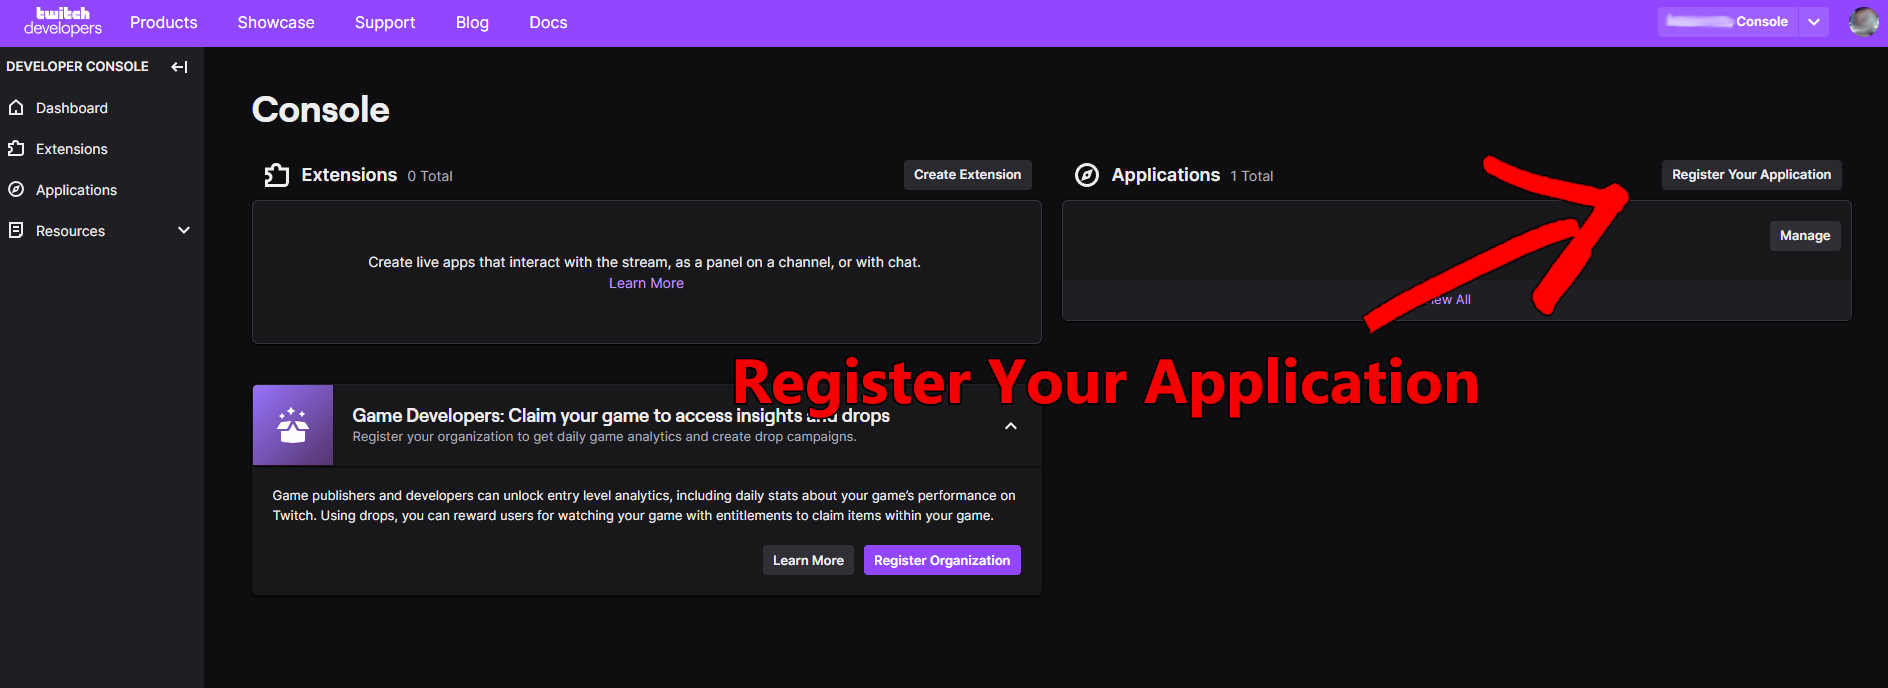 twitch
developers
Products
Showcase
Support
Blog
Docs
Console
DEVELOPER CONSOLE
Dashboard
Extensions
Applications
Resources
Console
Extensions 0 Total
Create Extension
Create live apps that interact with the stream, as a panel on a channel, or with chat.
Learn More
Applications 1 Total
Register Your Application
Manage
All
Register Your Application
Game Developers: Claim your game to access insights and drops
Register your organization to get daily game analytics and create drop campaigns.
Game publishers and developers can unlock entry level analytics, including daily stats about your game's performance on
Twitch. Using drops, you can reward users for watching your game with entitlements to claim items within your game.
Learn More
Register Organization